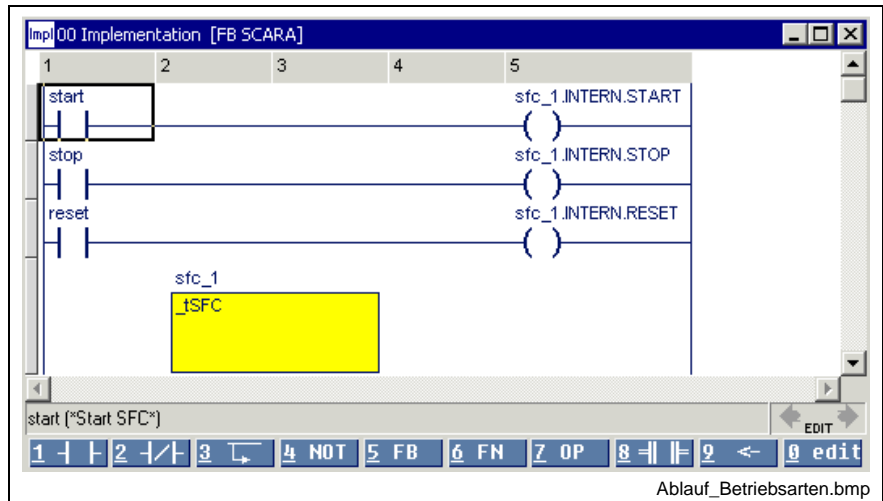 Impl 00 Implementation [FB SCARA]
1 2 3 4 5
start sfc_1.INTERN.START
stop sfc_1.INTERN.STOP
reset sfc_1.INTERN.RESET
sfc_1
_tSFC
start (*Start SFC*)
EDIT
1 2 3 4 NOT 5 FB 6 FN 7 OP 8 9 <- 0 edit
Ablauf_Betriebsarten.bmp